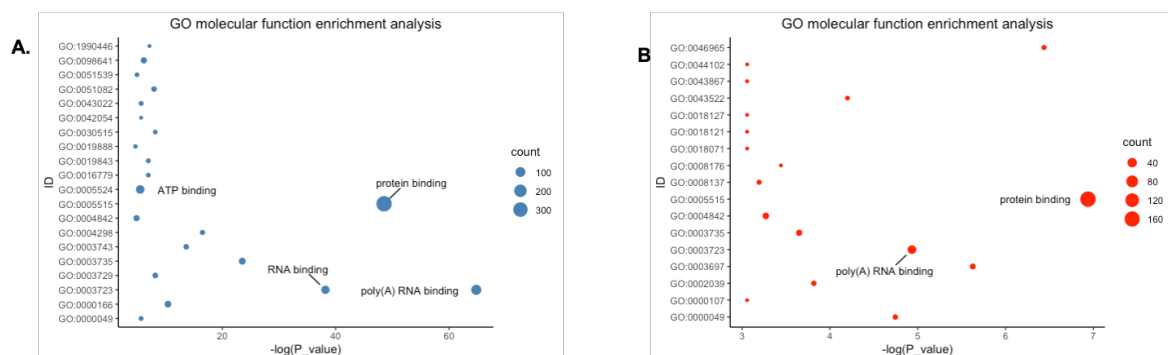 A.
GO molecular function enrichment analysis
GO:1990446
GO:0098641
GO:0051539
GO:0051082
GO:0043022
GO:0042054
GO:0030515
GO:0019888
GO:0019843
GO:0016779
GO:0005524
GO:0005515
GO:0004842
GO:0004298
GO:0003743
GO:0003735
GO:0003729
GO:0003723
GO:0000166
GO:0000049
ID
ATP binding
protein binding
RNA binding
poly(A) RNA binding
20
40
60
-log(P_value)
count
100
200
300
B
GO molecular function enrichment analysis
GO:0046965
GO:0044102
GO:0043867
GO:0043522
GO:0018127
GO:0018121
GO:0018071
GO:0008176
GO:0008137
GO:0005515
GO:0004842
GO:0003735
GO:0003723
GO:0003697
GO:0002039
GO:0000107
GO:0000049
ID
protein binding
poly(A) RNA binding
3
4
5
6
7
-log(P_value)
count
40
80
120
160